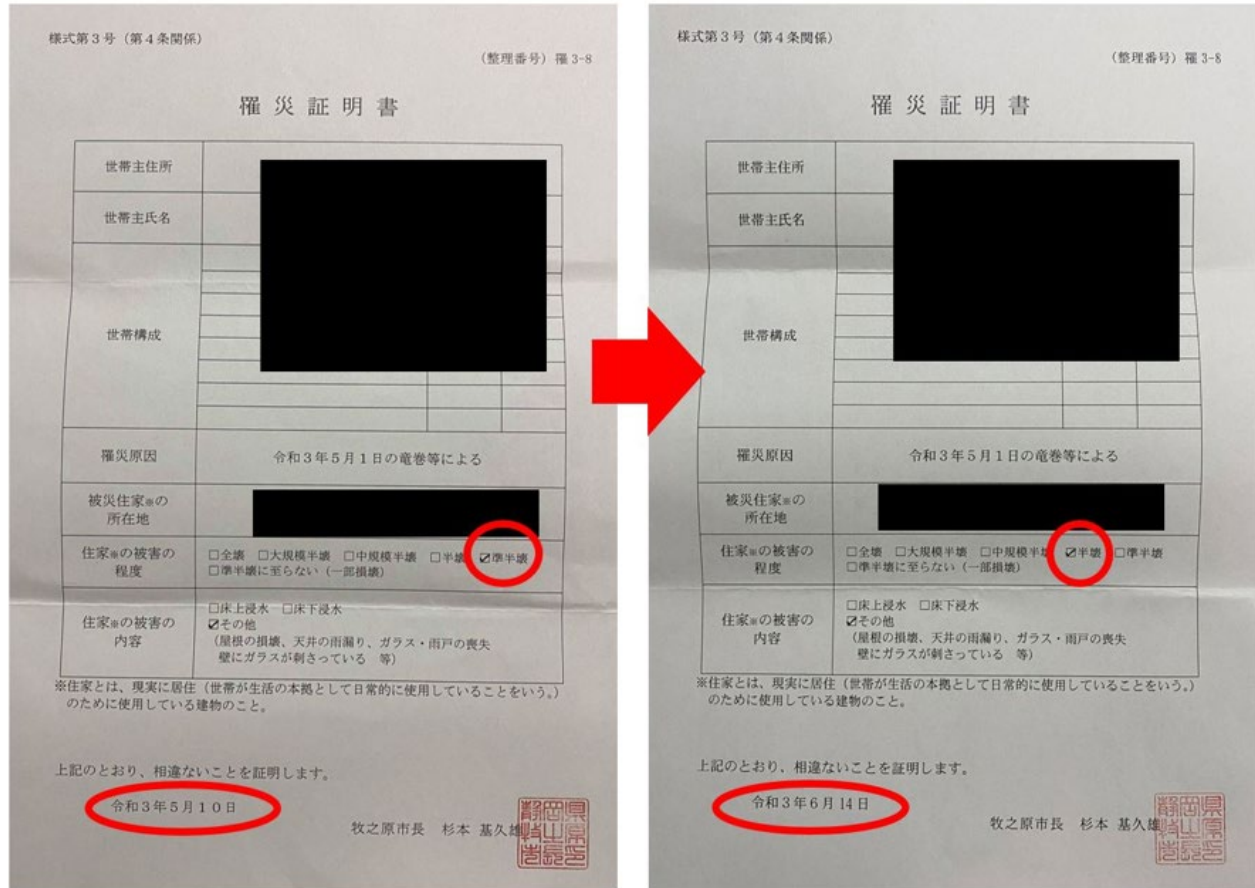 様式第3号（第4条関係）
（整理番号）罹 3-8
罹災証明書
世帯主住所
世帯主氏名
世帯構成
罹災原因
令和3年5月1日の竜巻等による
被災住家※の
所在地
住家※の被害の
程度
□全壊 □大規模半壊 □中規模半壊 □半壊 ☑準半壊
□準半壊に至らない（一部損壊）
住家※の被害の
内容
□床上浸水 □床下浸水
☑その他
（屋根の損壊、天井の雨漏り、ガラス・雨戸の喪失
壁にガラスが刺さっている 等）
※住家とは、現実に居住（世帯が生活の本拠として日常的に使用していることをいう。）
のために使用している建物のこと。
上記のとおり、相違ないことを証明します。
令和3年5月10日
牧之原市長 杉本 基久雄
様式第3号（第4条関係）
（整理番号）罹 3-8
罹災証明書
世帯主住所
世帯主氏名
世帯構成
罹災原因
令和3年5月1日の竜巻等による
被災住家※の
所在地
住家※の被害の
程度
□全壊 □大規模半壊 □中規模半壊 ☑半壊 □準半壊
□準半壊に至らない（一部損壊）
住家※の被害の
内容
□床上浸水 □床下浸水
☑その他
（屋根の損壊、天井の雨漏り、ガラス・雨戸の喪失
壁にガラスが刺さっている 等）
※住家とは、現実に居住（世帯が生活の本拠として日常的に使用していることをいう。）
のために使用している建物のこと。
上記のとおり、相違ないことを証明します。
令和3年6月14日
牧之原市長 杉本 基久雄